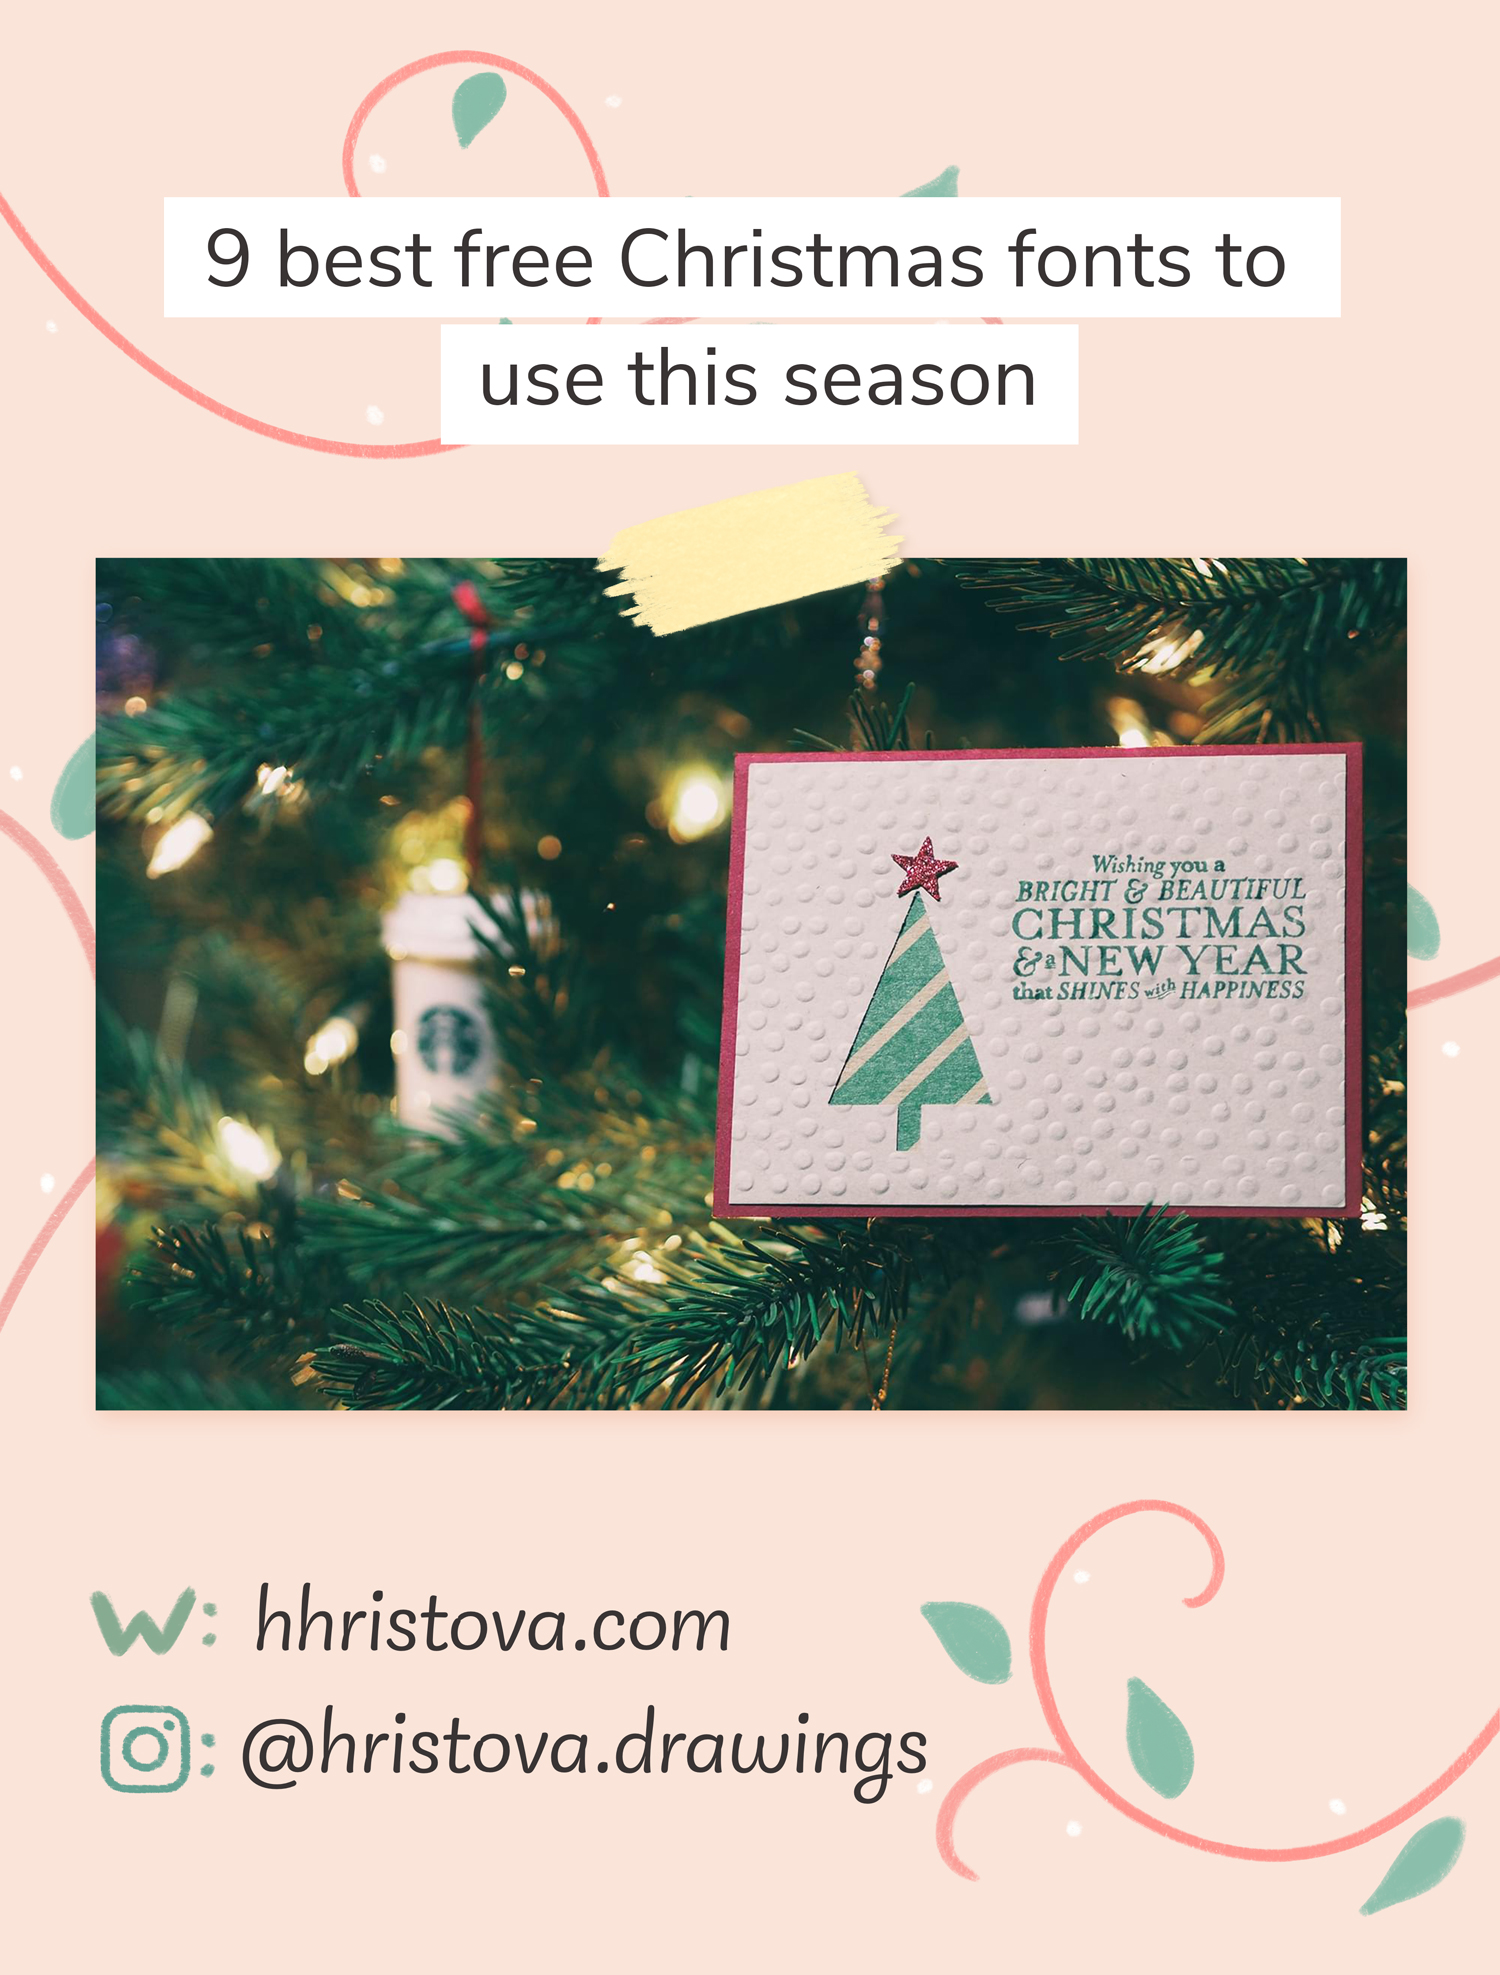 9 best free Christmas fonts to
use this season
Wishing you a
BRIGHT & BEAUTIFUL
CHRISTMAS
& a NEW YEAR
that SHINES with HAPPINESS
W: hhristova.com
: @hristova.drawings